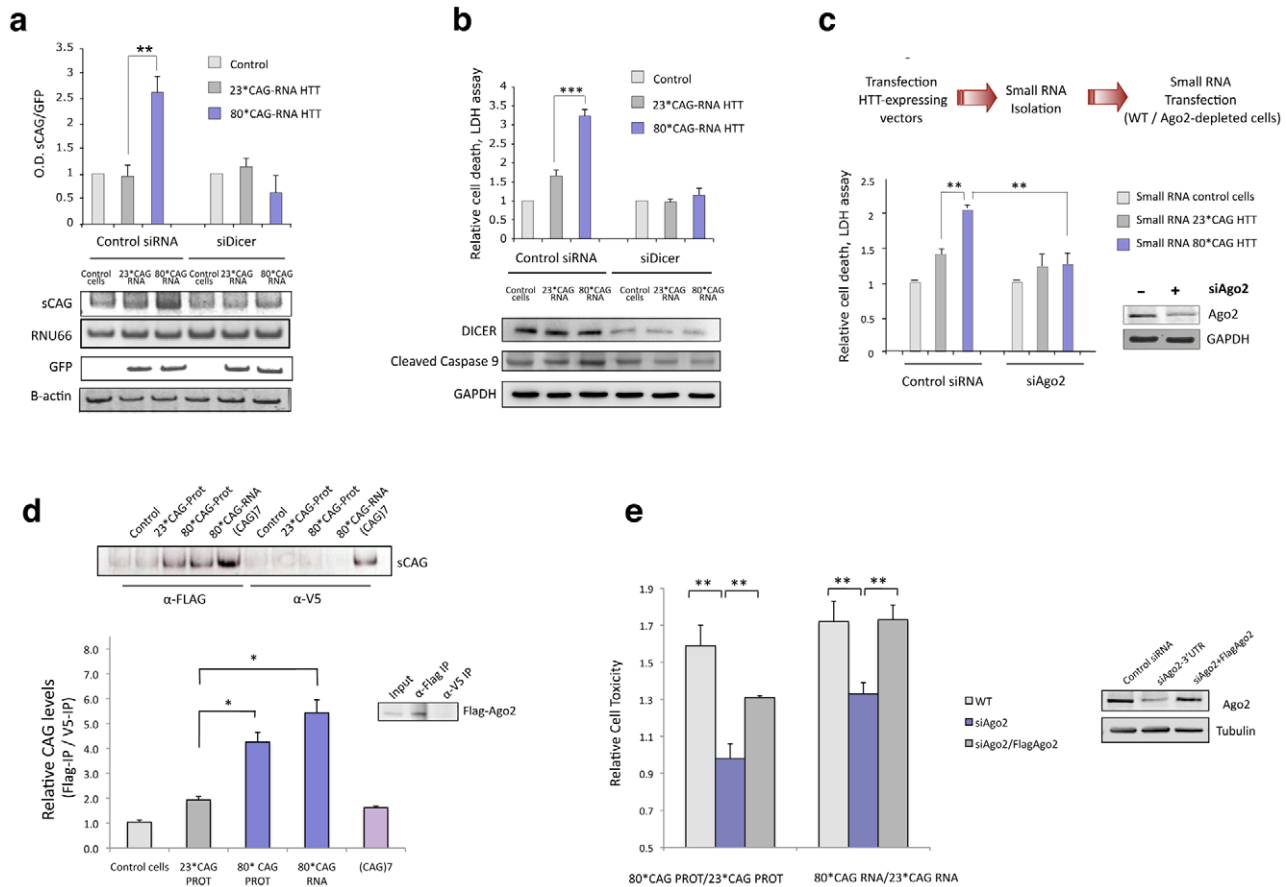 a
3.5
3
2.5
2
1.5
1
0.5
0
O.D. sCAG/GFP
**
Control
23*CAG-RNA HTT
80*CAG-RNA HTT
Control siRNA
siDicer
Control cells
23*CAG RNA
80*CAG RNA
Control cells
23*CAG RNA
80*CAG RNA
sCAG
RNU66
GFP
B-actin
b
4
3.5
3
2.5
2
1.5
1
0.5
0
Relative cell death, LDH assay
***
Control
23*CAG-RNA HTT
80*CAG-RNA HTT
Control siRNA
siDicer
Control cells
23*CAG RNA
80*CAG RNA
Control cells
23*CAG RNA
80*CAG RNA
DICER
Cleaved Caspase 9
GAPDH
c
Transfection
HTT-expressing
vectors
Small RNA
Isolation
Small RNA
Transfection
(WT / Ago2-depleted cells)
2.5
2
1.5
1
0.5
0
Relative cell death, LDH assay
**
**
Small RNA control cells
Small RNA 23*CAG HTT
Small RNA 80*CAG HTT
Control siRNA
siAgo2
– + siAgo2
Ago2
GAPDH
d
Control
23*CAG-Prot
80*CAG-Prot
80*CAG-RNA
(CAG)7
Control
23*CAG-Prot
80*CAG-Prot
80*CAG-RNA
(CAG)7
sCAG
α-FLAG
α-V5
8.0
7.0
6.0
5.0
4.0
3.0
2.0
1.0
0.0
Relative CAG levels
(Flag-IP / V5-IP)
*
*
Input
α-Flag IP
α-V5 IP
Flag-Ago2
Control cells
23*CAG
PROT
80* CAG
PROT
80*CAG
RNA
(CAG)7
e
1.9
1.7
1.5
1.3
1.1
0.9
0.7
0.5
Relative Cell Toxicity
**
**
**
**
80*CAG PROT/23*CAG PROT
80*CAG RNA/23*CAG RNA
WT
siAgo2
siAgo2/FlagAgo2
Control siRNA
siAgo2-3'UTR
siAgo2+FlagAgo2
Ago2
Tubulin